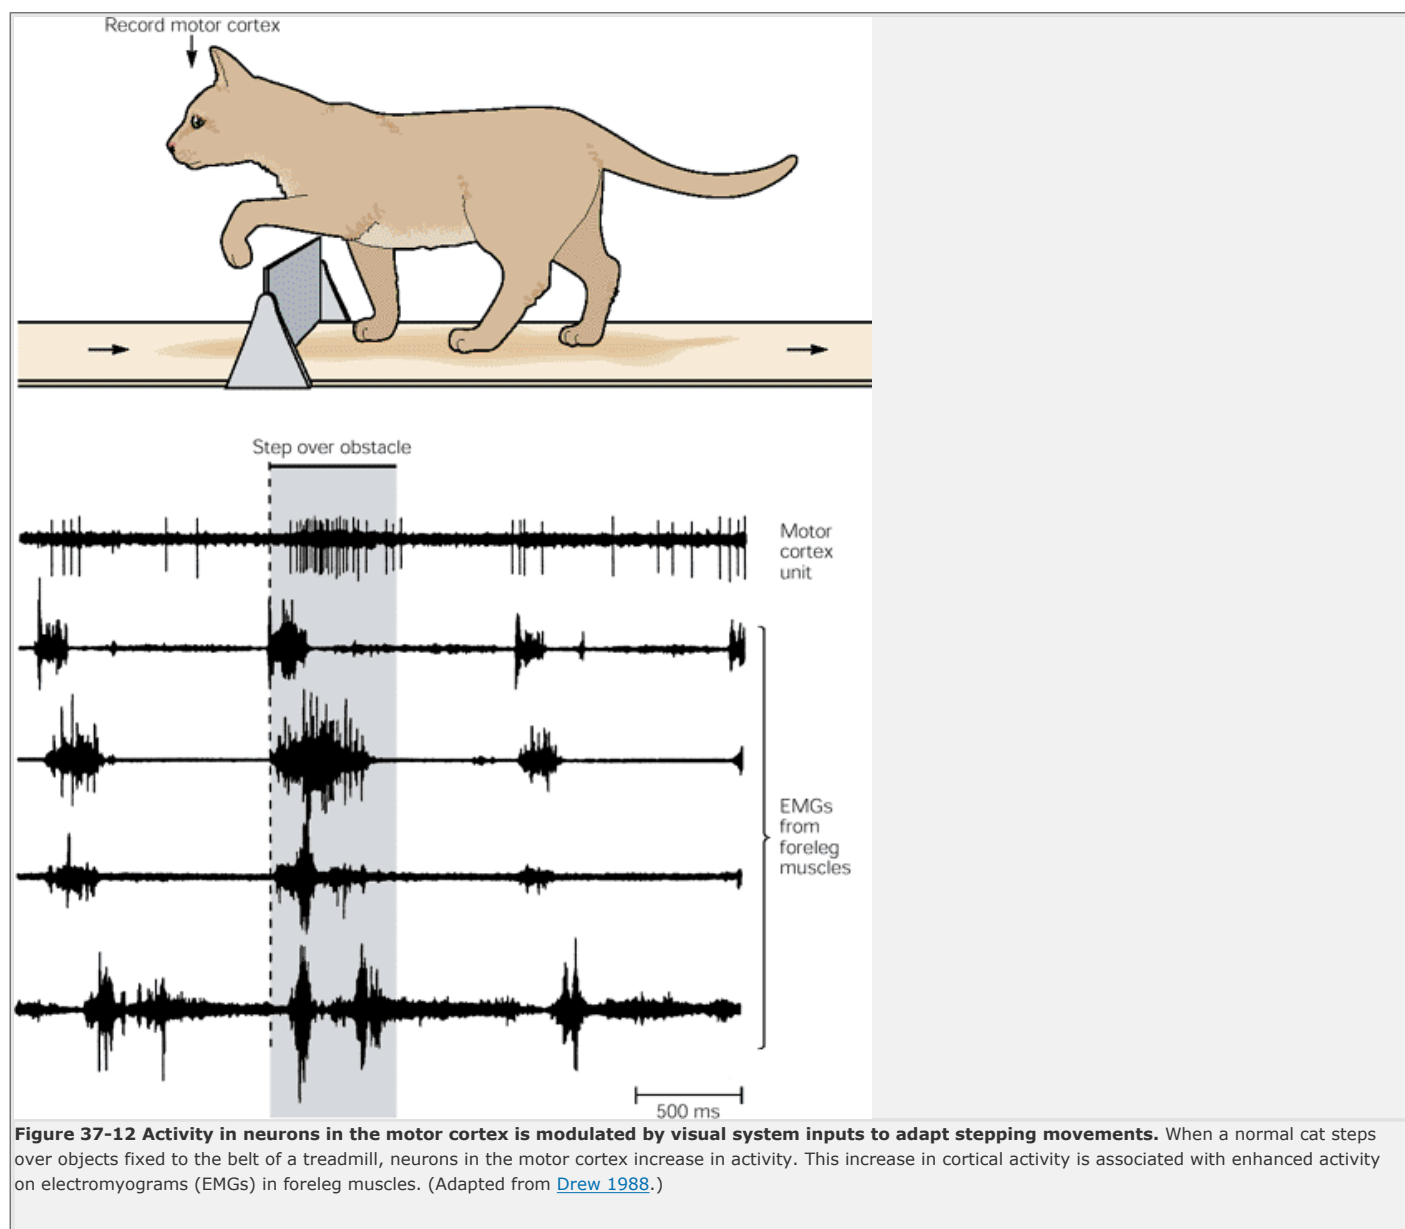 Record motor cortex
Step over obstacle
Motor
cortex
unit
EMGs
from
foreleg
muscles
500 ms
Figure 37-12 Activity in neurons in the motor cortex is modulated by visual system inputs to adapt stepping movements. When a normal cat steps
over objects fixed to the belt of a treadmill, neurons in the motor cortex increase in activity. This increase in cortical activity is associated with enhanced activity
on electromyograms (EMGs) in foreleg muscles. (Adapted from Drew 1988.)